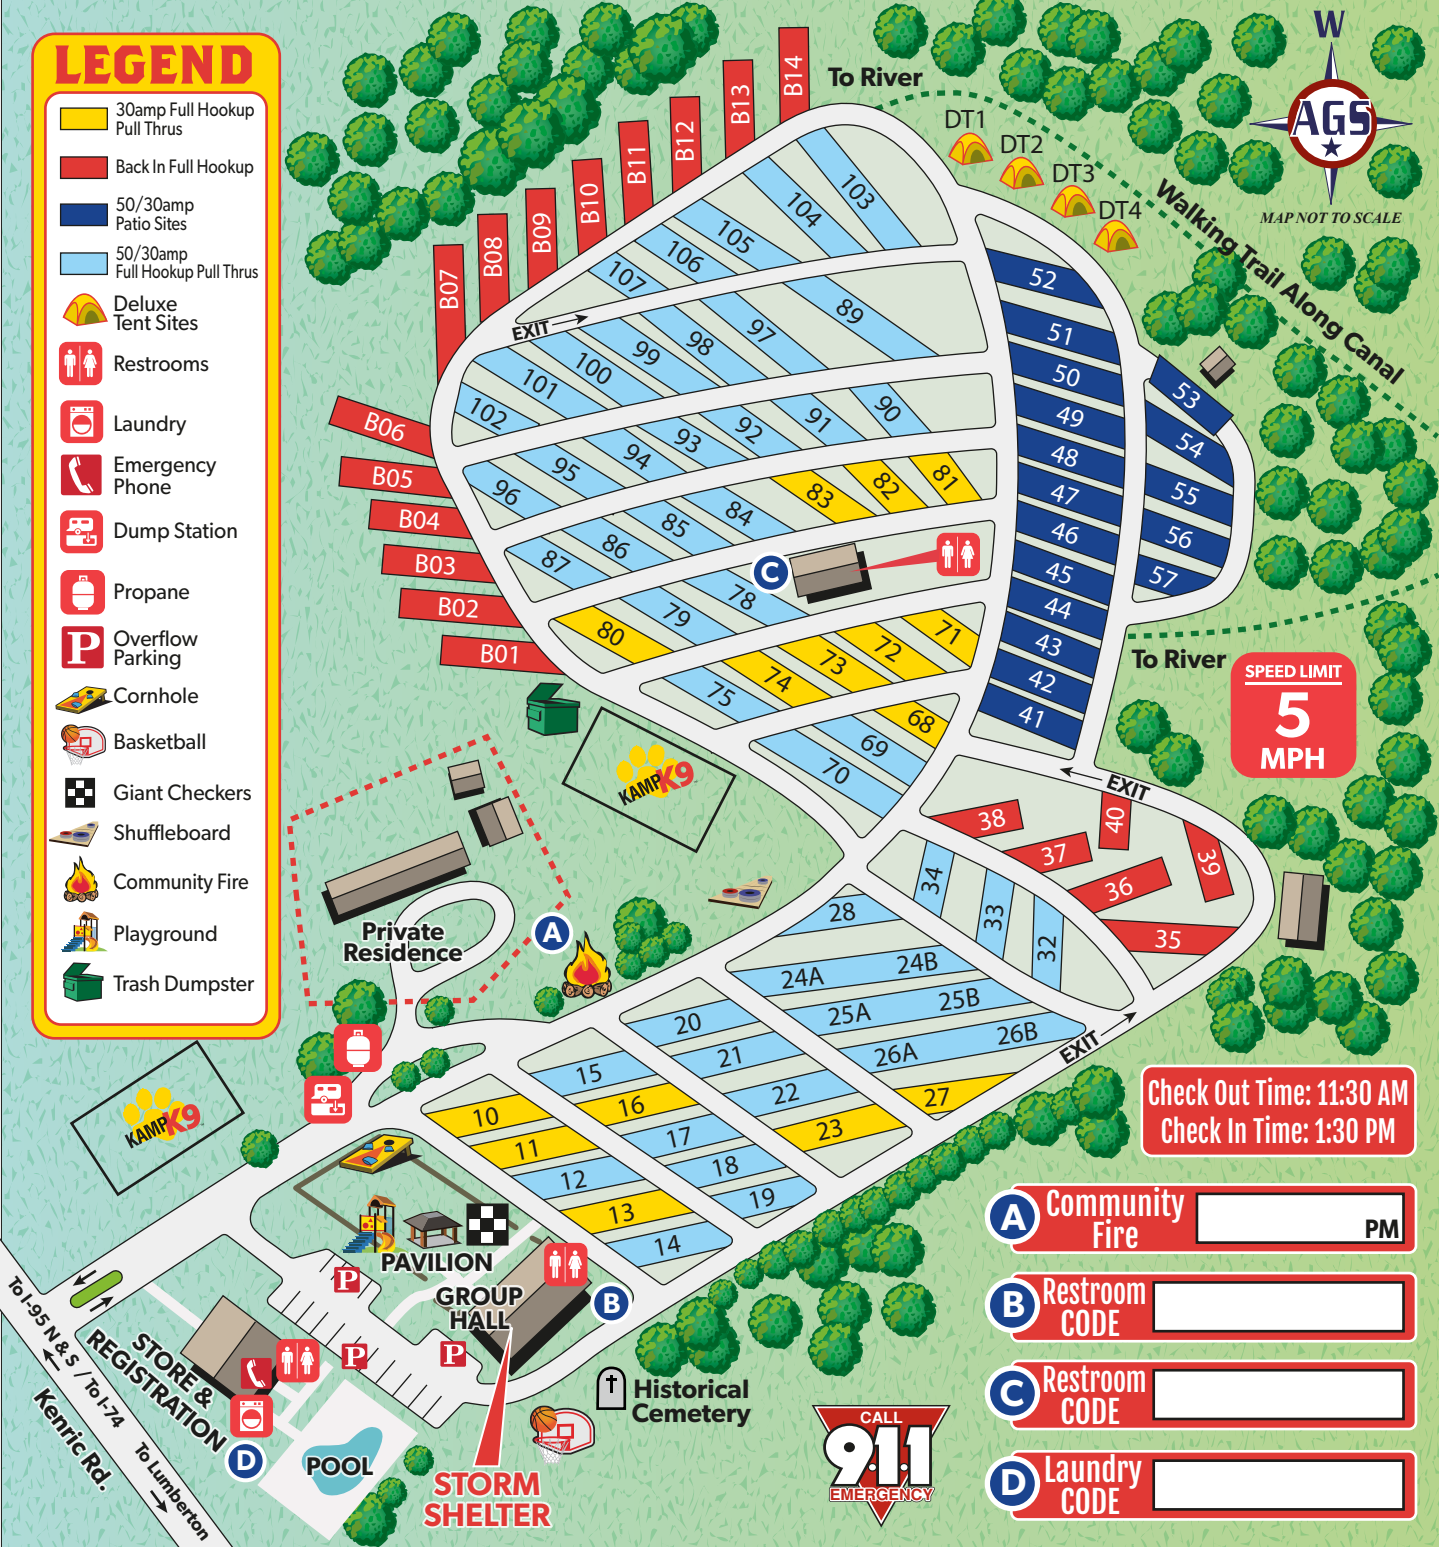 LEGEND
30amp Full Hookup
Pull Thrus
Back In Full Hookup
50/30amp
Patio Sites
50/30amp
Full Hookup Pull Thrus
Deluxe
Tent Sites
Restrooms
Laundry
Emergency
Phone
Dump Station
Propane
P
Overflow
Parking
Cornhole
Basketball
Giant Checkers
Shuffleboard
Community Fire
Playground
Trash Dumpster
To River
W
AGS
MAP NOT TO SCALE
DT1
DT2
DT3
DT4
Walking Trail Along Canal
B14
B13
B12
B11
B10
B09
B08
B07
B06
B05
B04
B03
B02
B01
103
104
105
106
107
EXIT
89
97
98
99
100
101
102
90
91
92
93
94
95
96
81
82
83
84
85
86
87
C
78
79
80
71
72
73
74
75
68
69
70
52
51
50
49
48
47
46
45
44
43
42
41
53
54
55
56
57
To River
SPEED LIMIT
5
MPH
EXIT
KAMP K9
38
40
37
39
36
35
34
33
32
28
24A
24B
25A
25B
26A
26B
27
EXIT
20
21
22
23
15
16
17
18
19
10
11
12
13
14
Private
Residence
A
KAMP K9
PAVILION
GROUP
HALL
B
P
P
P
STORE &
REGISTRATION
D
POOL
STORM
SHELTER
Historical
Cemetery
To I-95 N & S / To I-74
To Lumberton
Kenric Rd.
CALL
9·1·1
EMERGENCY
Check Out Time: 11:30 AM
Check In Time: 1:30 PM
A Community
Fire
PM
B Restroom
CODE
C Restroom
CODE
D Laundry
CODE